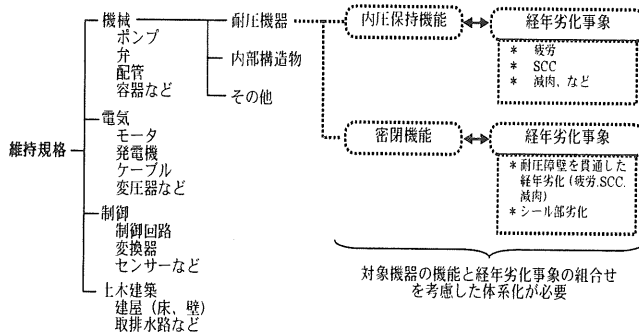 維持規格
機械
ポンプ
弁
配管
容器など
電気
モータ
発電機
ケーブル
変圧器など
制御
制御回路
変換器
センサーなど
土木建築
建屋(床、壁)
取排水路など
耐圧機器
内部構造物
その他
内圧保持機能
経年劣化事象
* 疲労
* SCC
* 減肉、など
密閉機能
経年劣化事象
*耐圧障壁を貫通した
経年劣化(疲労.SCC.
減肉)
*シール部劣化
対象機器の機能と経年劣化事象の組合せ
を考慮した体系化が必要